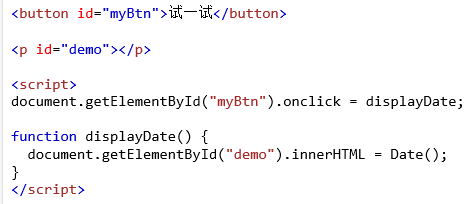 <button id="myBtn">试一试</button>
<p id="demo"></p>
<script>
document.getElementById("myBtn").onclick = displayDate;
function displayDate() {
  document.getElementById("demo").innerHTML = Date();
}
</script>